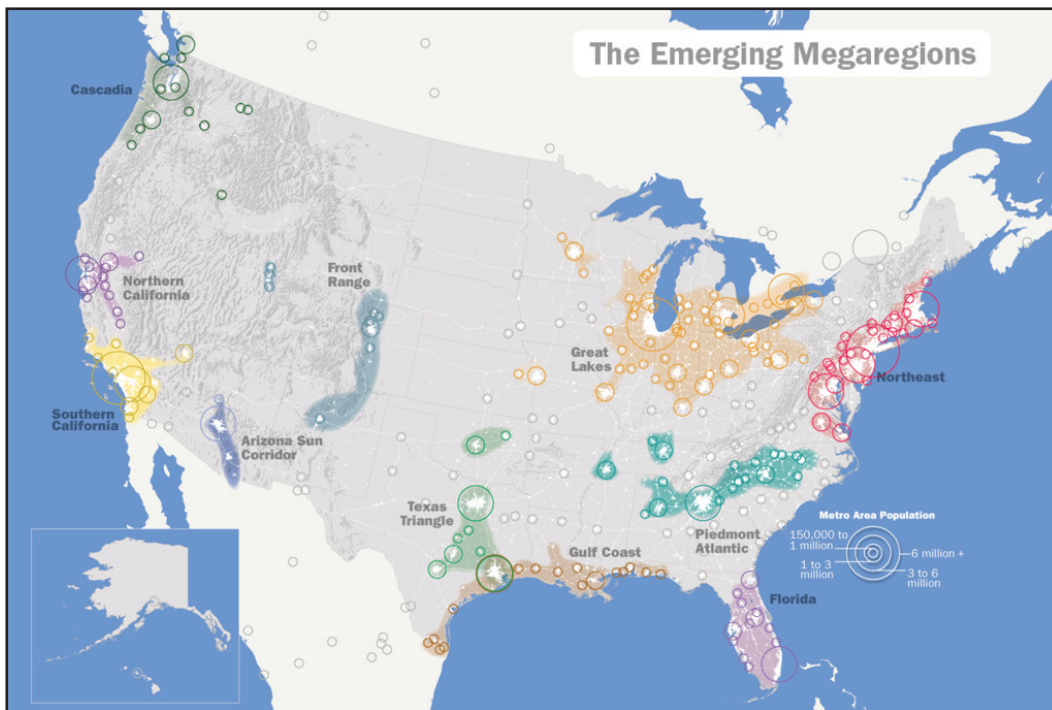 The Emerging Megaregions
Cascadia
Northern
California
Front
Range
Great
Lakes
Northeast
Southern
California
Arizona Sun
Corridor
Texas
Triangle
Gulf Coast
Piedmont
Atlantic
Florida
Metro Area Population
150,000 to
1 million
1 to 3
million
6 million +
3 to 6
million